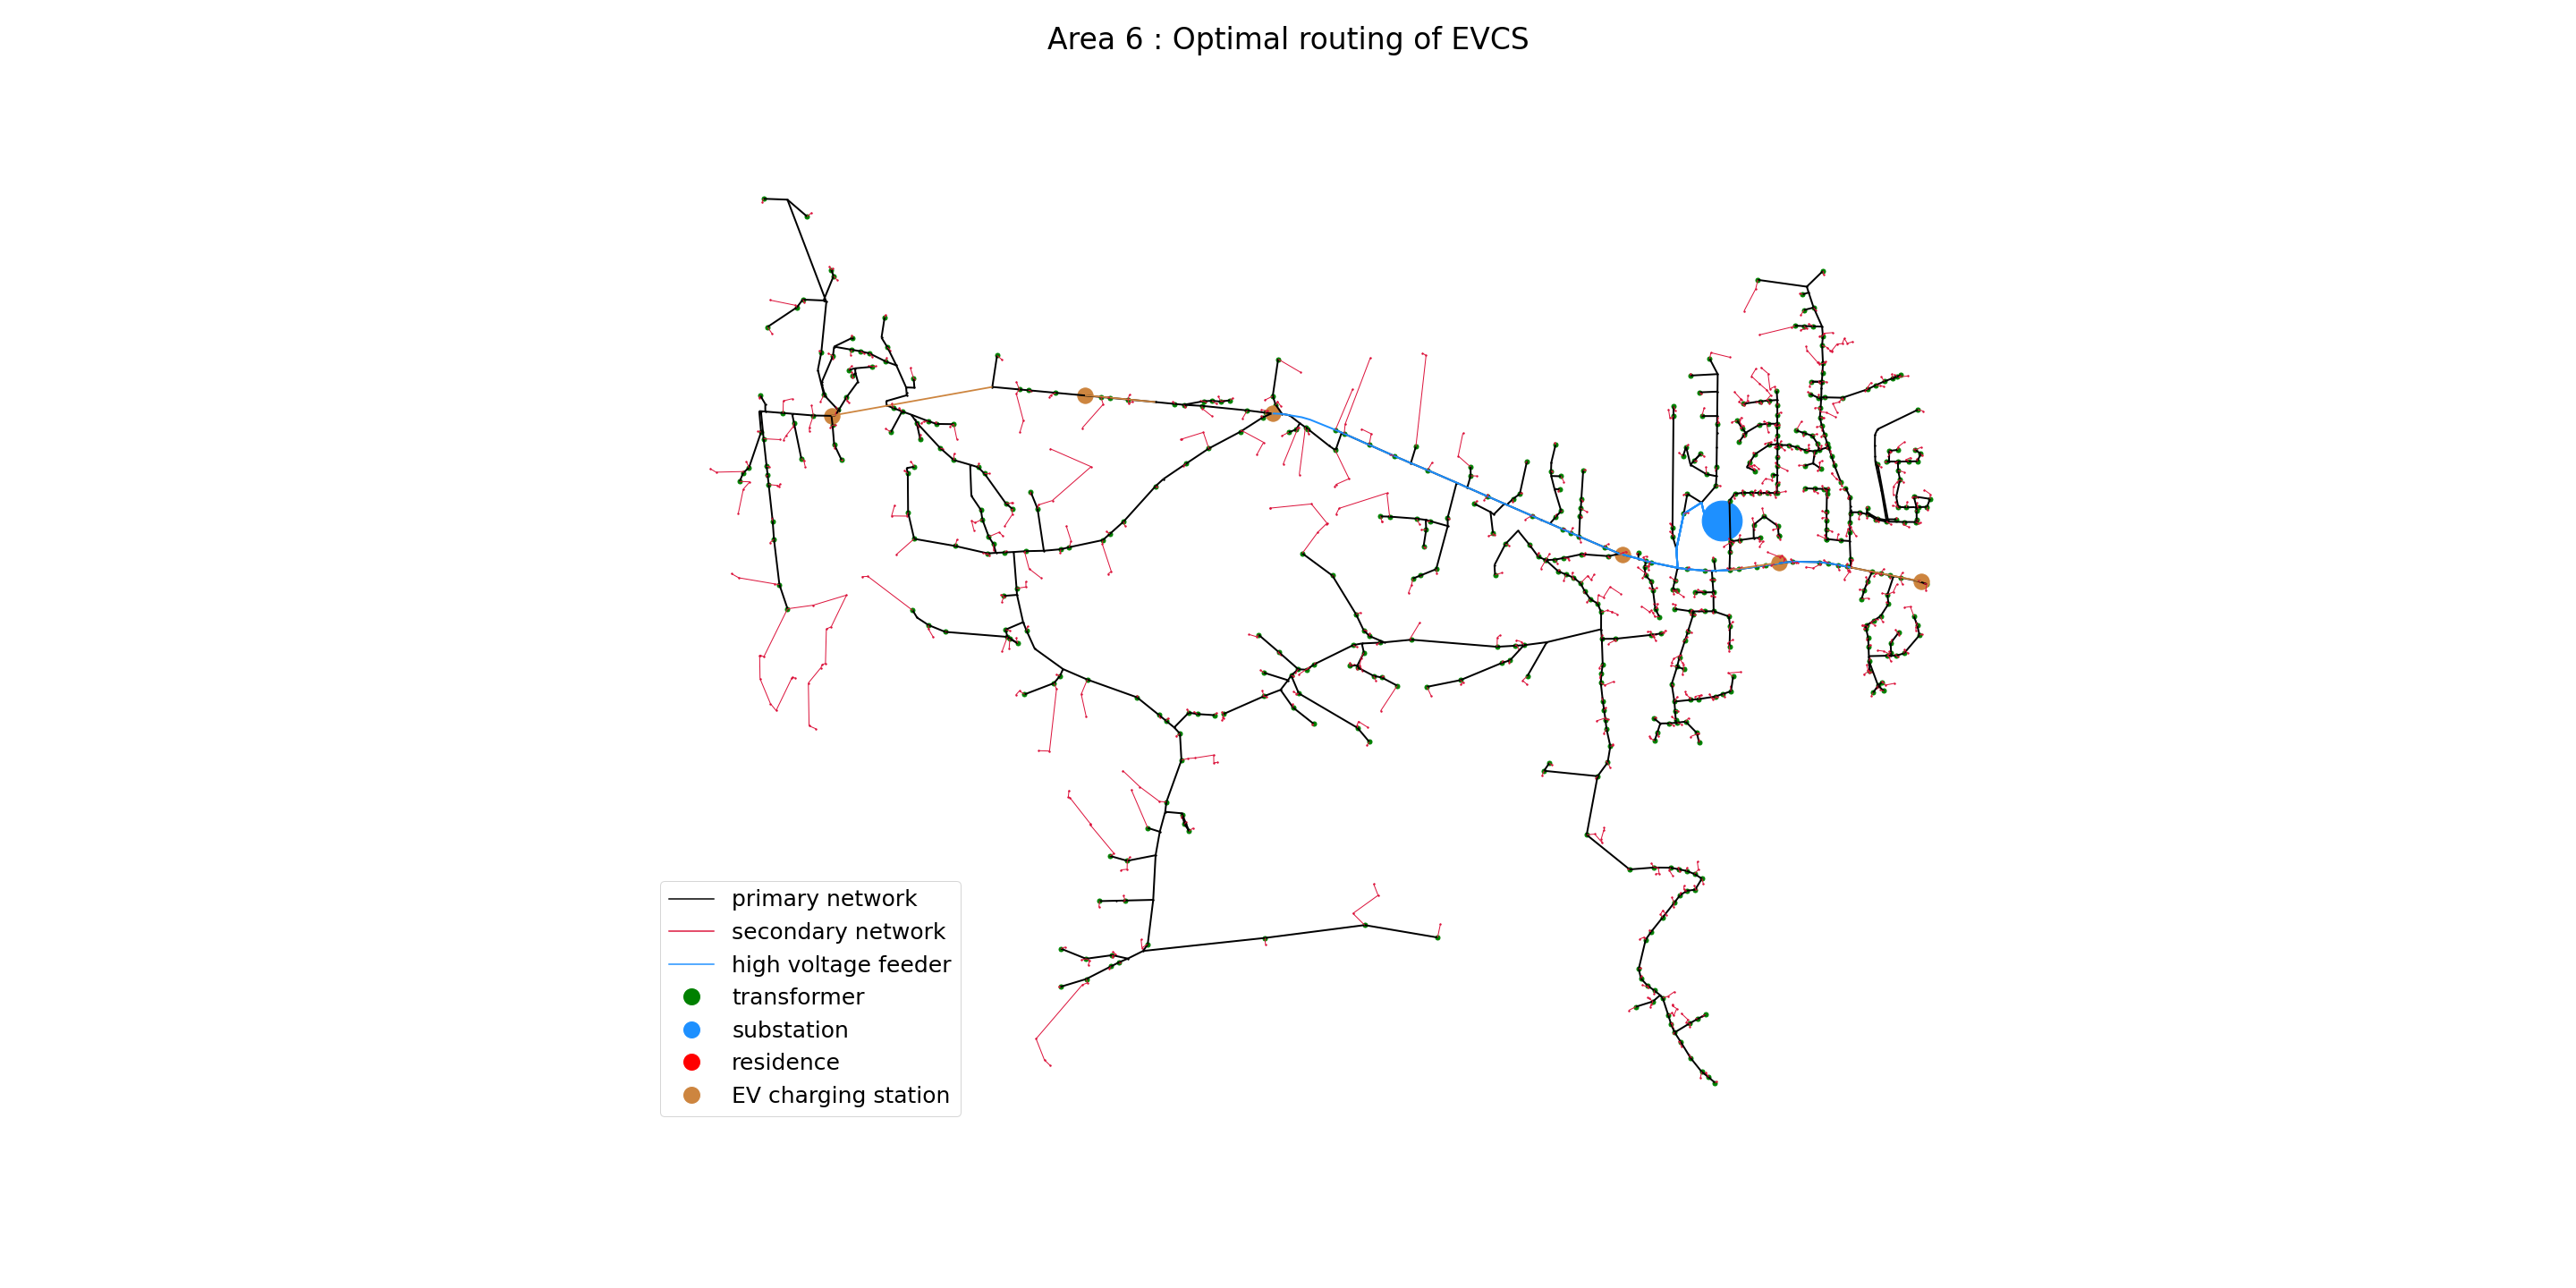 Area 6 : Optimal routing of EVCS
primary network
secondary network
high voltage feeder
transformer
substation
residence
EV charging station